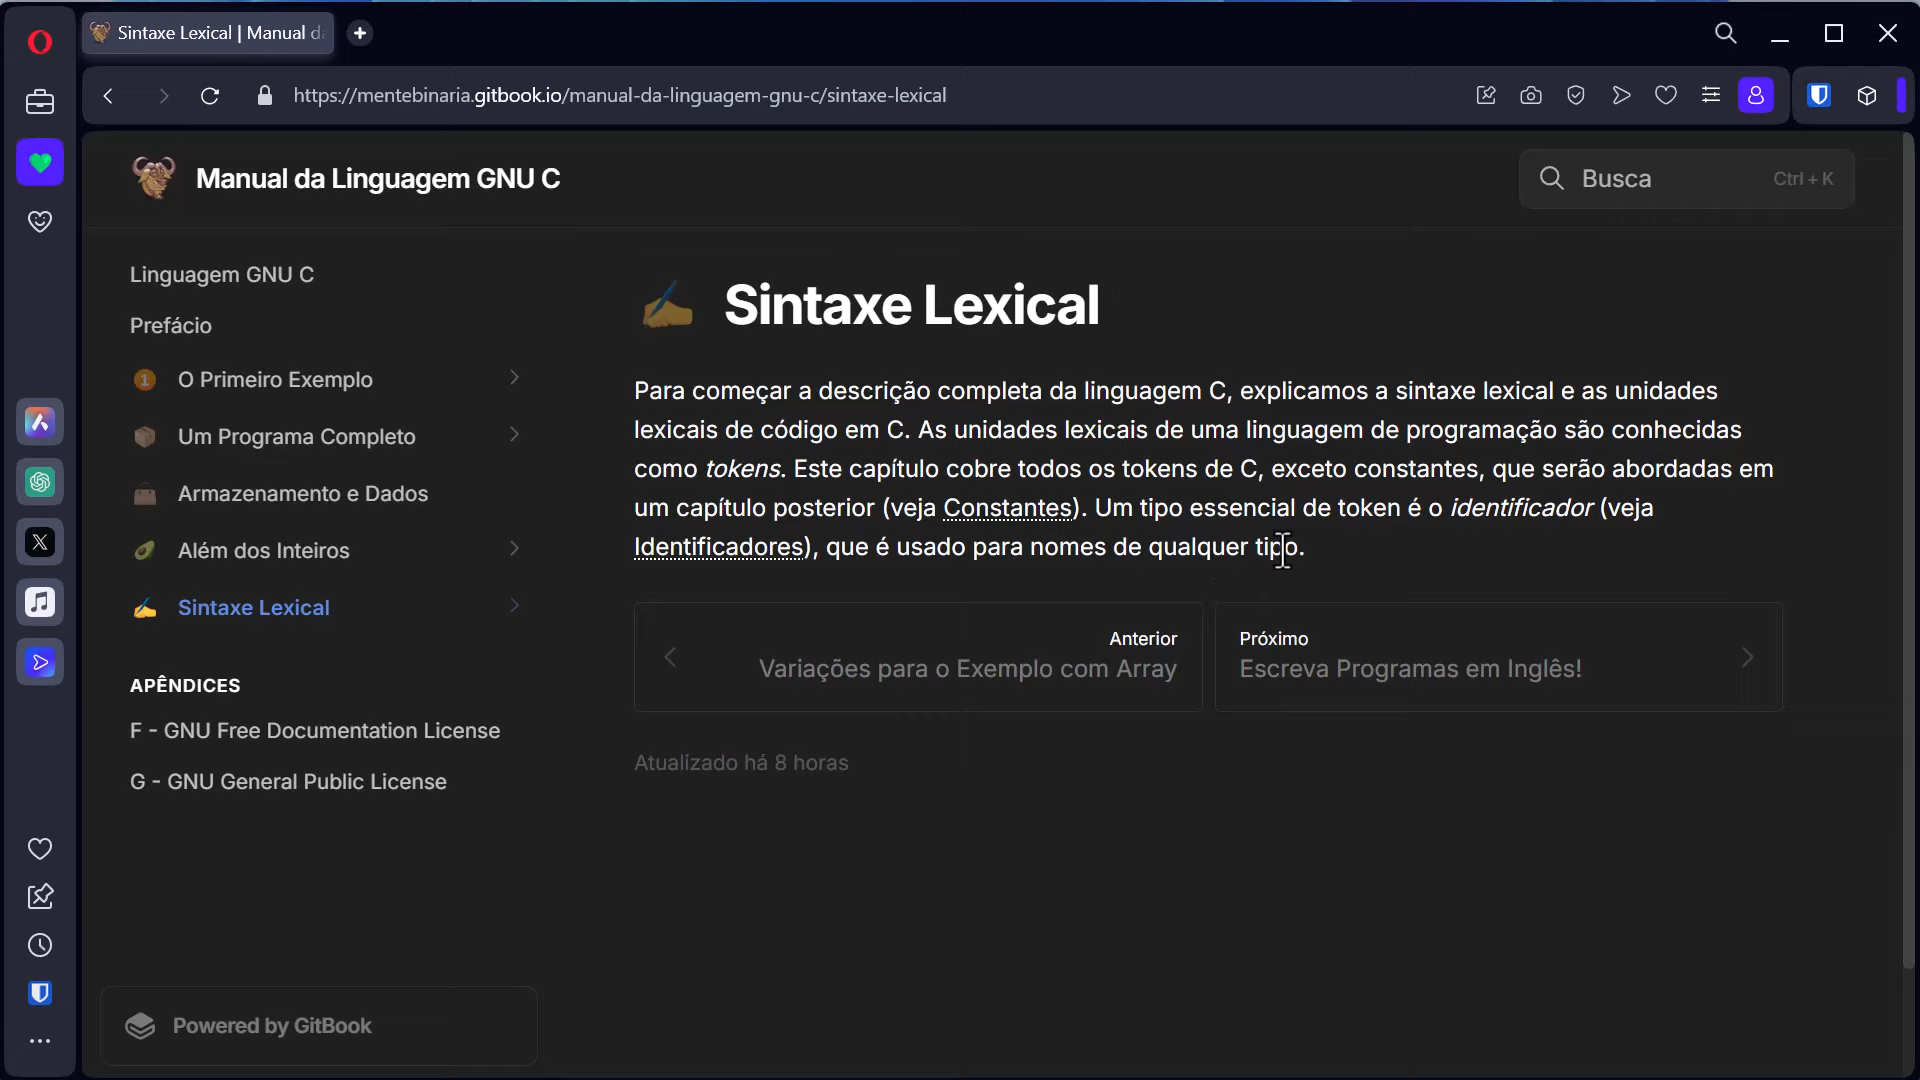 Sintaxe Lexical | Manual da
https://mentebinaria.gitbook.io/manual-da-linguagem-gnu-c/sintaxe-lexical
Manual da Linguagem GNU C
Busca
Ctrl + K
Linguagem GNU C
Prefácio
1 O Primeiro Exemplo
Um Programa Completo
Armazenamento e Dados
Além dos Inteiros
Sintaxe Lexical
APÊNDICES
F - GNU Free Documentation License
G - GNU General Public License
Powered by GitBook
Sintaxe Lexical
Para começar a descrição completa da linguagem C, explicamos a sintaxe lexical e as unidades
lexicais de código em C. As unidades lexicais de uma linguagem de programação são conhecidas
como tokens. Este capítulo cobre todos os tokens de C, exceto constantes, que serão abordadas em
um capítulo posterior (veja Constantes). Um tipo essencial de token é o identificador (veja
Identificadores), que é usado para nomes de qualquer tipo.
Anterior
Variações para o Exemplo com Array
Próximo
Escreva Programas em Inglês!
Atualizado há 8 horas